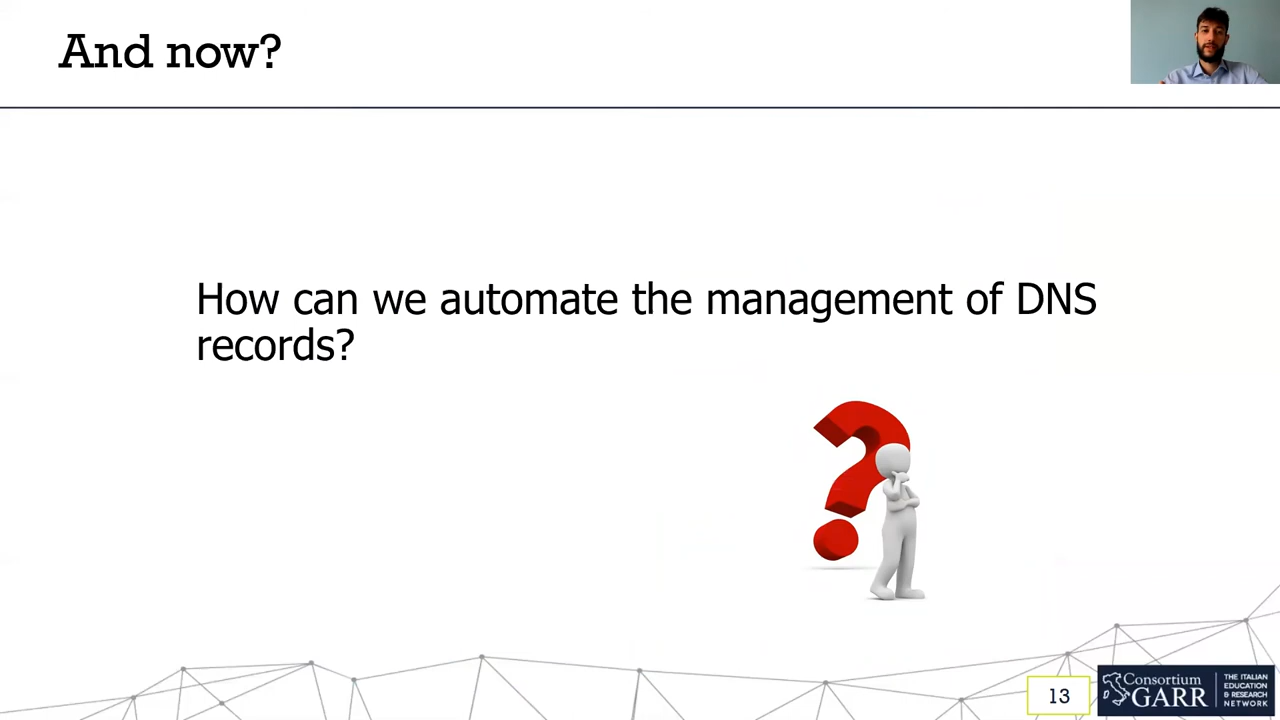 And now?
How can we automate the management of DNS
records?
13
Consortium
GARR
THE ITALIAN
EDUCATION
& RESEARCH
NETWORK